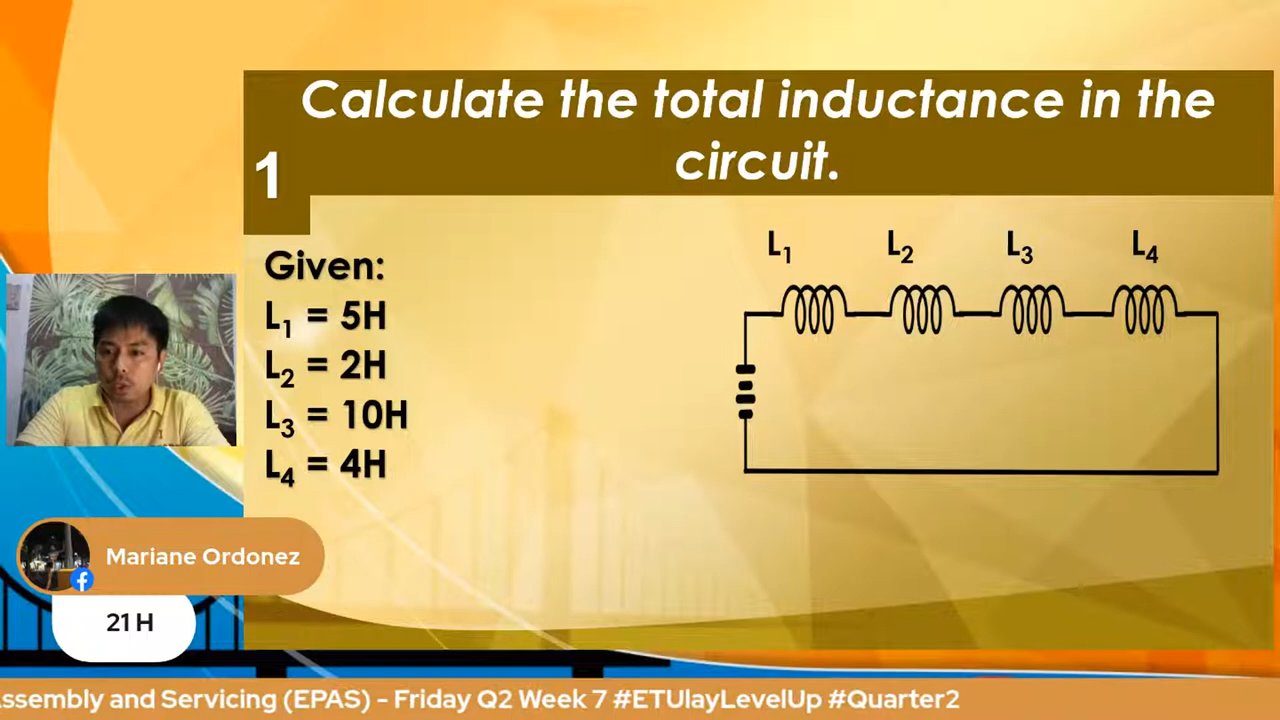 Calculate the total inductance in the
circuit.
1
Given:
L₁ = 5H
L₂ = 2H
L₃ = 10H
L₄ = 4H
L₁ L₂ L₃ L₄
Mariane Ordonez
21 H
ssembly and Servicing (EPAS) - Friday Q2 Week 7 #ETUlayLevelUp #Quarter2